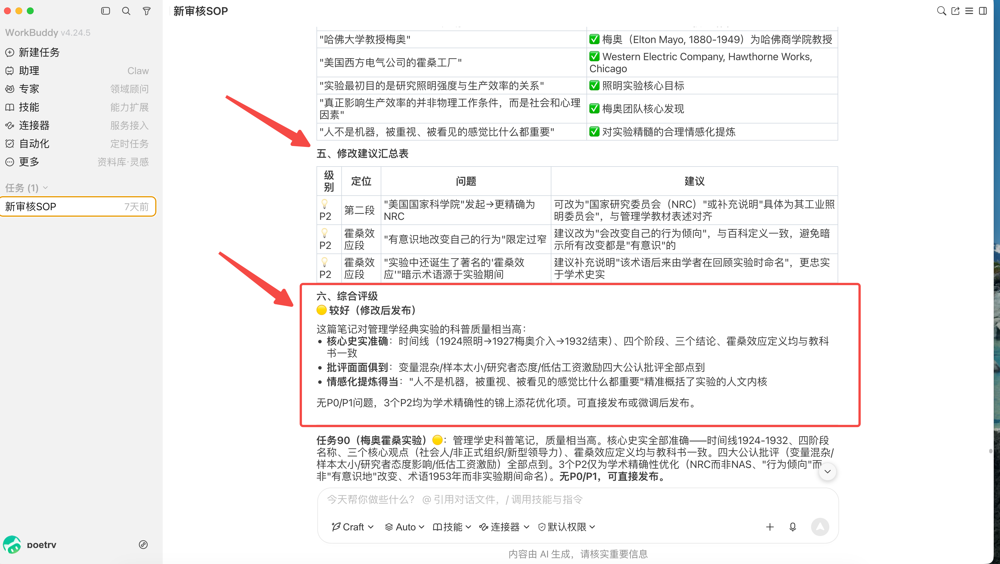 新审核SOP
WorkBuddy v4.24.5
新建任务
助理 Claw
专家 领域顾问
技能 能力扩展
连接器 服务接入
自动化 定时任务
更多 资料库·灵感
任务 (1)
新审核SOP 7天前
poetry
"哈佛大学教授梅奥"
✅ 梅奥（Elton Mayo, 1880-1949）为哈佛商学院教授
"美国西方电气公司的霍桑工厂"
✅ Western Electric Company, Hawthorne Works,
Chicago
"实验最初目的是研究照明强度与生产效率的关系"
✅ 照明实验核心目标
"真正影响生产效率的并非物理工作条件，而是社会和心理
因素"
✅ 梅奥团队核心发现
"人不是机器，被重视、被看见的感觉比什么都重要"
✅ 对实验精髓的合理情感化提炼
五、修改建议汇总表
级
别
定位
问题
建议
💡
P2
第二段
"美国国家科学院"发起→更精确为
NRC
可改为"国家研究委员会（NRC）"或补充说明"具体为其工业照
明委员会"，与管理学教材表述对齐
💡
P2
霍桑效
应段
"有意识地改变自己的行为"限定过窄
建议改为"会改变自己的行为倾向"，与百科定义一致，避免暗
示所有改变都是"有意识"的
💡
P2
霍桑效
应段
"实验中还诞生了著名的'霍桑效
应'"暗示术语源于实验期间
建议补充说明"该术语后来由学者在回顾实验时命名"，更忠实
于学术史实
六、综合评级
🟡 较好（修改后发布）
这篇笔记对管理学经典实验的科普质量相当高：
• 核心史实准确：时间线（1924照明→1927梅奥介入→1932结束）、四个阶段、三个结论、霍桑效应定义均与教科
书一致
• 批评面面俱到：变量混杂/样本太小/研究者态度/低估工资激励四大公认批评全部点到
• 情感化提炼得当："人不是机器，被重视、被看见的感觉比什么都重要"精准概括了实验的人文内核
无P0/P1问题，3个P2均为学术精确性的锦上添花优化项。可直接发布或微调后发布。
任务90（梅奥霍桑实验）🟡：管理学史科普笔记，质量相当高。核心史实全部准确——时间线1924-1932、四阶段
名称、三个核心观点（社会人/非正式组织/新型领导力）、霍桑效应定义均与教科书一致。四大公认批评（变量混杂/
样本太小/研究者态度影响/低估工资激励）全部点到。3个P2仅为学术精确性优化（NRC而非NAS、"行为倾向"而
非"有意识地"改变、术语1953年而非实验期间命名）。无P0/P1，可直接发布。
今天帮你做些什么？ @ 引用对话文件，/ 调用技能与指令
Craft Auto 技能 连接器 默认权限
内容由 AI 生成，请核实重要信息